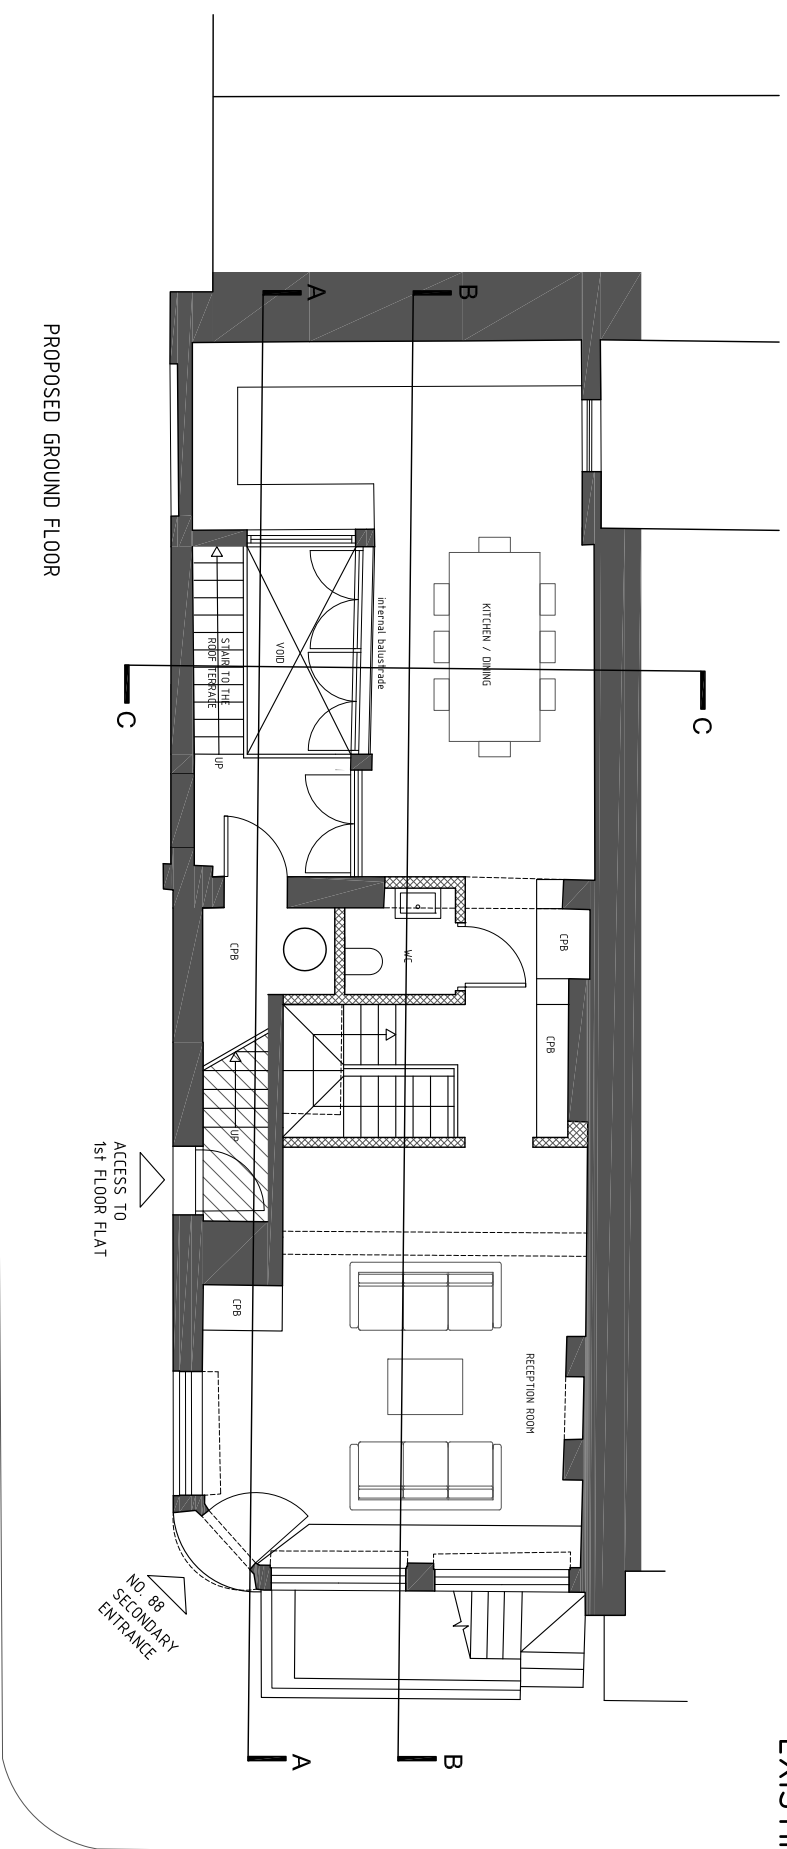 A
B
PROPOSED GROUND FLOOR
KITCHEN / DINING
internal balustrade
VOID
STAIR TO THE
ROOF TERRACE
UP
C
C
CPB
WC
CPB
CPB
UP
ACCESS TO
1st FLOOR FLAT
CPB
RECEPTION ROOM
NO. 88
SECONDARY
ENTRANCE
A
B